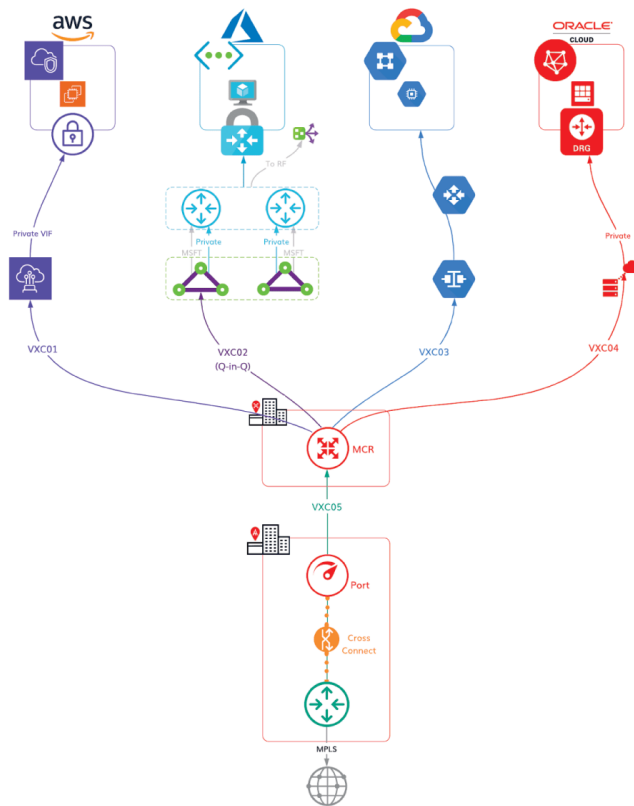 aws
ORACLE
CLOUD
DRG
To RF
Private VIF
MSFT
Private
Private
MSFT
Private
VXC01
VXC02
(Q-in-Q)
VXC03
VXC04
X
MCR
VXC05
A
Port
Cross
Connect
MPLS